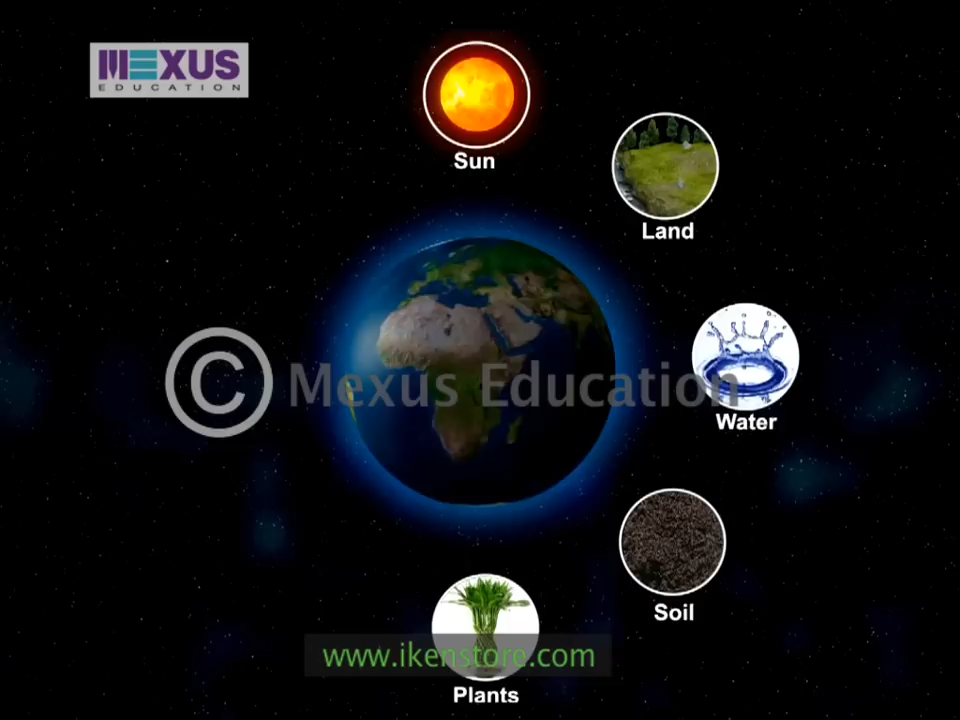 MEXUS
EDUCATION
Sun
Land
© Mexus Education
Water
Soil
www.ikenstore.com
Plants